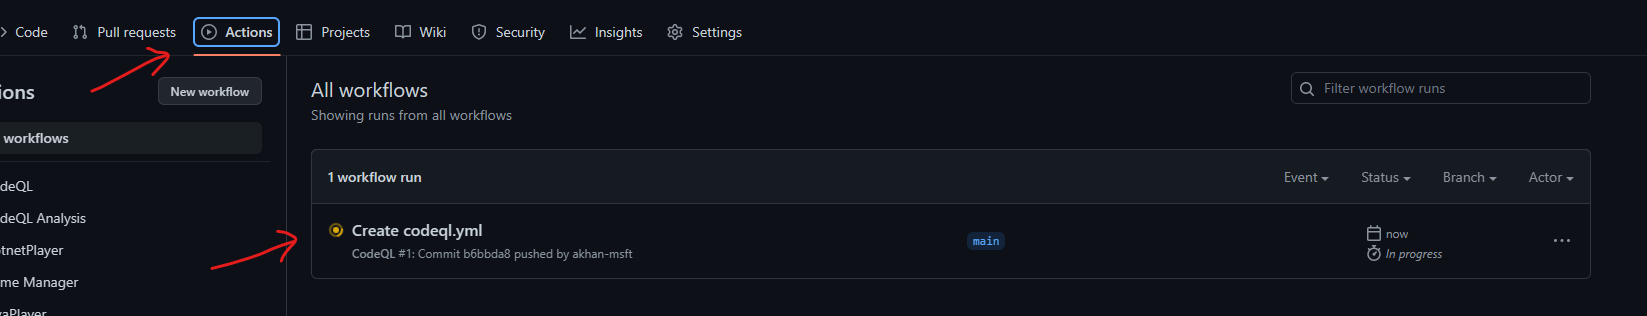 Code Pull requests Actions Projects Wiki Security Insights Settings
ions New workflow
workflows
deQL
deQL Analysis
otnetPlayer
me Manager
vaPlayer
All workflows
Showing runs from all workflows
Filter workflow runs
1 workflow run Event Status Branch Actor
Create codeql.yml
CodeQL #1: Commit b6bbda8 pushed by akhan-msft
main
now
In progress